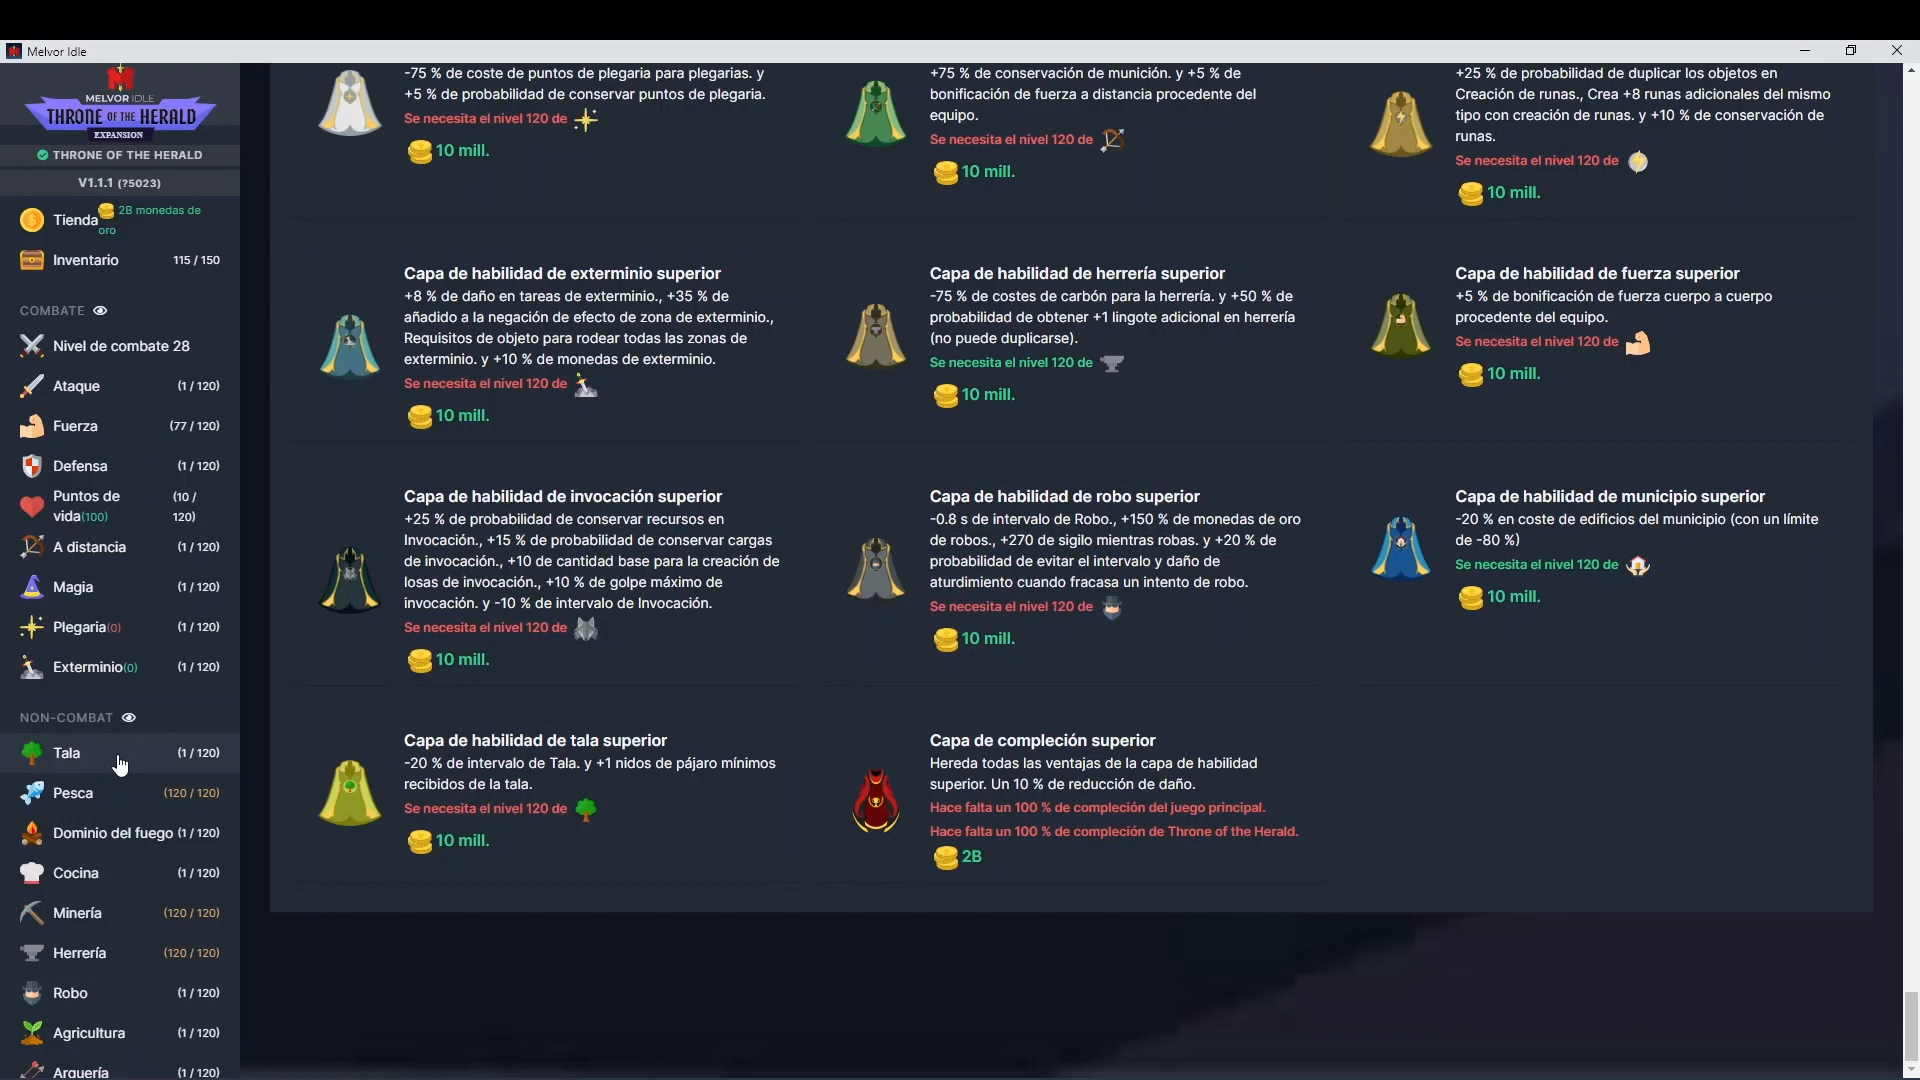 Melvor Idle
MELVOR IDLE
THRONE OF THE HERALD
EXPANSION
THRONE OF THE HERALD
V1.1.1 (?5023)
Tienda 2B monedas de
oro
Inventario 115 / 150
COMBATE
Nivel de combate 28
Ataque (1 / 120)
Fuerza (77 / 120)
Defensa (1 / 120)
Puntos de (10 /
vida(100) 120)
A distancia (1 / 120)
Magia (1 / 120)
Plegaria(0) (1 / 120)
Exterminio(0) (1 / 120)
NON-COMBAT
Tala (1 / 120)
Pesca (120 / 120)
Dominio del fuego (1 / 120)
Cocina (1 / 120)
Minería (120 / 120)
Herrería (120 / 120)
Robo (1 / 120)
Agricultura (1 / 120)
Arquería (1 / 120)
-75 % de coste de puntos de plegaria para plegarias. y
+5 % de probabilidad de conservar puntos de plegaria.
Se necesita el nivel 120 de
10 mill.
+75 % de conservación de munición. y +5 % de
bonificación de fuerza a distancia procedente del
equipo.
Se necesita el nivel 120 de
10 mill.
+25 % de probabilidad de duplicar los objetos en
Creación de runas., Crea +8 runas adicionales del mismo
tipo con creación de runas. y +10 % de conservación de
runas.
Se necesita el nivel 120 de
10 mill.
Capa de habilidad de exterminio superior
+8 % de daño en tareas de exterminio., +35 % de
añadido a la negación de efecto de zona de exterminio.,
Requisitos de objeto para rodear todas las zonas de
exterminio. y +10 % de monedas de exterminio.
Se necesita el nivel 120 de
10 mill.
Capa de habilidad de herrería superior
-75 % de costes de carbón para la herrería. y +50 % de
probabilidad de obtener +1 lingote adicional en herrería
(no puede duplicarse).
Se necesita el nivel 120 de
10 mill.
Capa de habilidad de fuerza superior
+5 % de bonificación de fuerza cuerpo a cuerpo
procedente del equipo.
Se necesita el nivel 120 de
10 mill.
Capa de habilidad de invocación superior
+25 % de probabilidad de conservar recursos en
Invocación., +15 % de probabilidad de conservar cargas
de invocación., +10 de cantidad base para la creación de
losas de invocación., +10 % de golpe máximo de
invocación. y -10 % de intervalo de Invocación.
Se necesita el nivel 120 de
10 mill.
Capa de habilidad de robo superior
-0.8 s de intervalo de Robo., +150 % de monedas de oro
de robos., +270 de sigilo mientras robas. y +20 % de
probabilidad de evitar el intervalo y daño de
aturdimiento cuando fracasa un intento de robo.
Se necesita el nivel 120 de
10 mill.
Capa de habilidad de municipio superior
-20 % en coste de edificios del municipio (con un límite
de -80 %)
Se necesita el nivel 120 de
10 mill.
Capa de habilidad de tala superior
-20 % de intervalo de Tala. y +1 nidos de pájaro mínimos
recibidos de la tala.
Se necesita el nivel 120 de
10 mill.
Capa de compleción superior
Hereda todas las ventajas de la capa de habilidad
superior. Un 10 % de reducción de daño.
Hace falta un 100 % de compleción del juego principal.
Hace falta un 100 % de compleción de Throne of the Herald.
2B